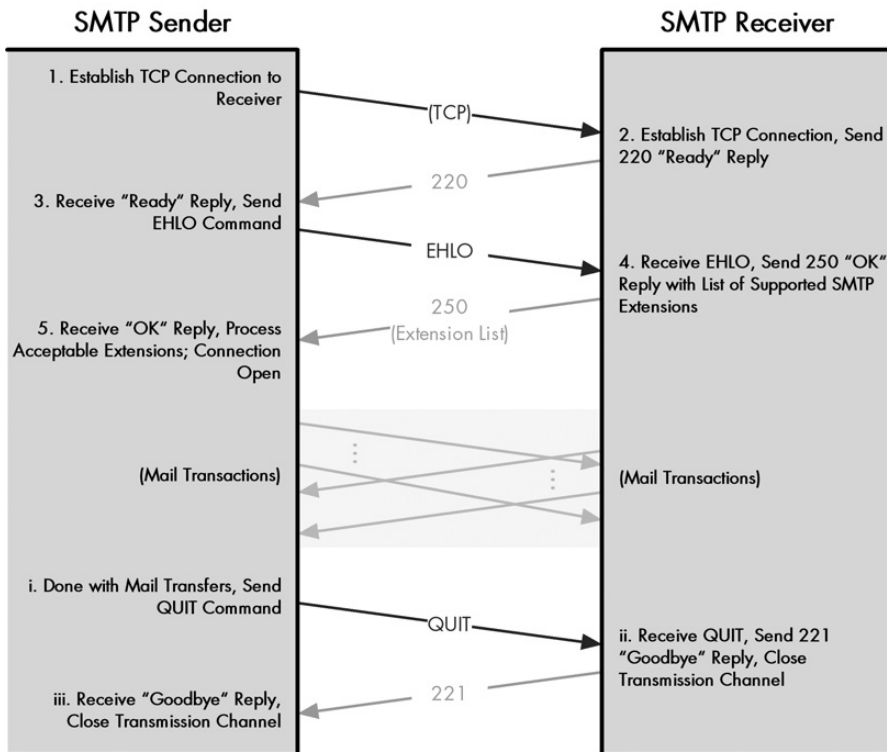 SMTP Sender
SMTP Receiver
1. Establish TCP Connection to
Receiver
(TCP)
2. Establish TCP Connection, Send
220 “Ready“ Reply
220
3. Receive “Ready“ Reply, Send
EHLO Command
EHLO
4. Receive EHLO, Send 250 “OK“
Reply with List of Supported SMTP
Extensions
250
(Extension List)
5. Receive “OK“ Reply, Process
Acceptable Extensions; Connection
Open
(Mail Transactions)
(Mail Transactions)
i. Done with Mail Transfers, Send
QUIT Command
QUIT
ii. Receive QUIT, Send 221
“Goodbye“ Reply, Close
Transmission Channel
221
iii. Receive “Goodbye“ Reply,
Close Transmission Channel